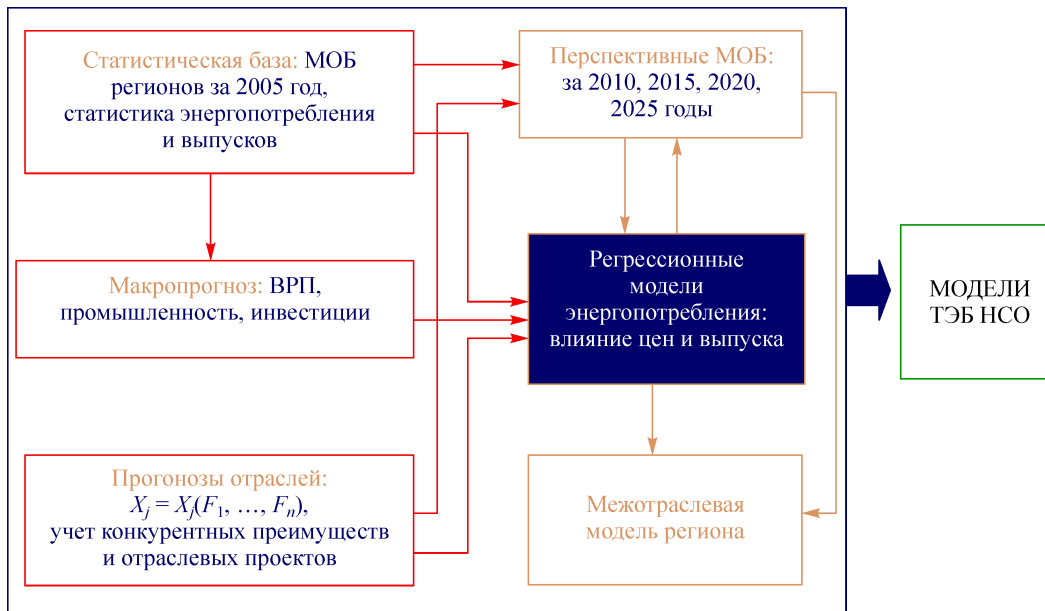 Статистическая база: МОБ
регионов за 2005 год,
статистика энергопотребления
и выпусков
Перспективные МОБ:
за 2010, 2015, 2020,
2025 годы
Макропрогноз: ВРП,
промышленность, инвестиции
Регрессионные
модели
энергопотребления:
влияние цен и выпуска
МОДЕЛИ
ТЭБ НСО
Прогнозы отраслей:
Xj = Xj(F1, …, Fn),
учет конкурентных преимуществ
и отраслевых проектов
Межотраслевая
модель региона